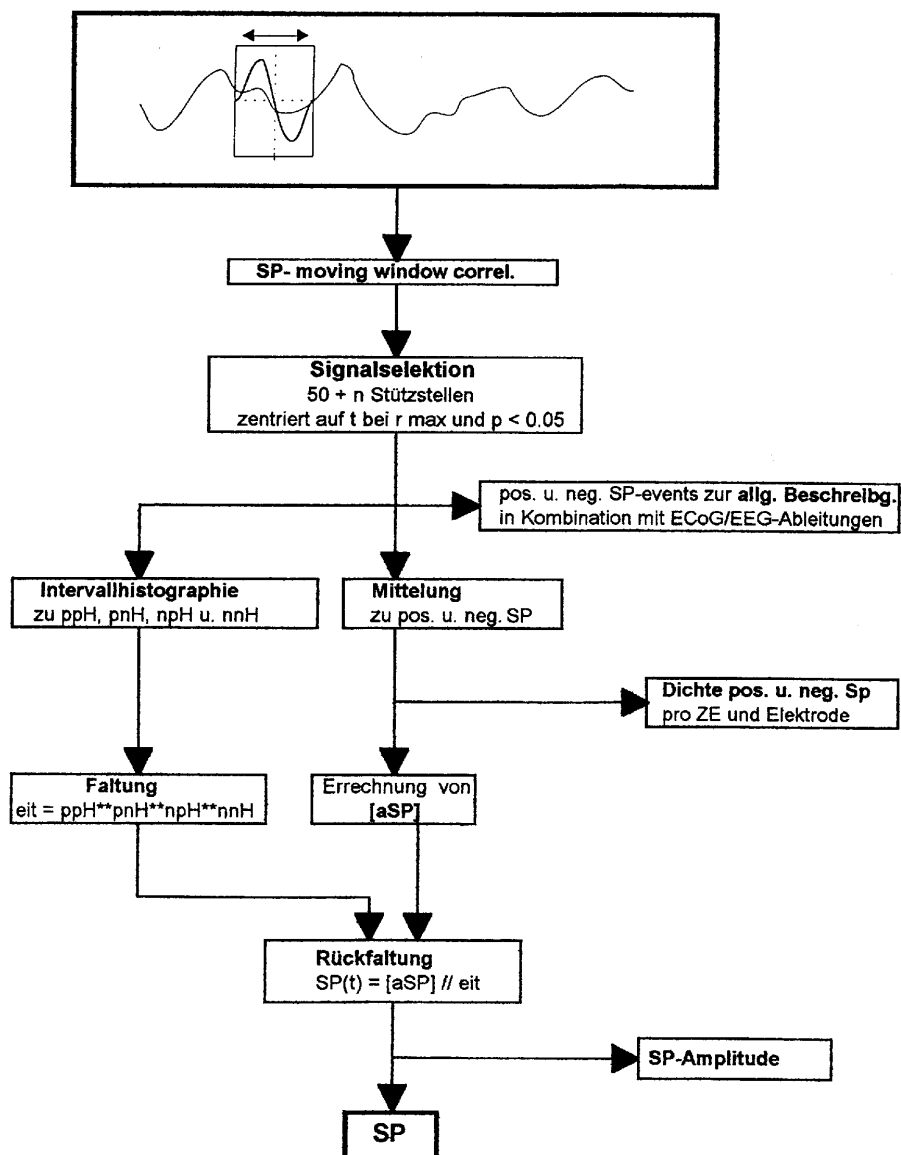 SP- moving window correl.
Signalselektion
50 + n Stützstellen
zentriert auf t bei r max und p < 0.05
pos. u. neg. SP-events zur allg. Beschreibg.
in Kombination mit ECoG/EEG-Ableitungen
Intervallhistographie
zu ppH, pnH, npH u. nnH
Mittelung
zu pos. u. neg. SP
Dichte pos. u. neg. Sp
pro ZE und Elektrode
Faltung
eit = ppH**pnH**npH**nnH
Errechnung von
[aSP]
Rückfaltung
SP(t) = [aSP] // eit
SP-Amplitude
SP